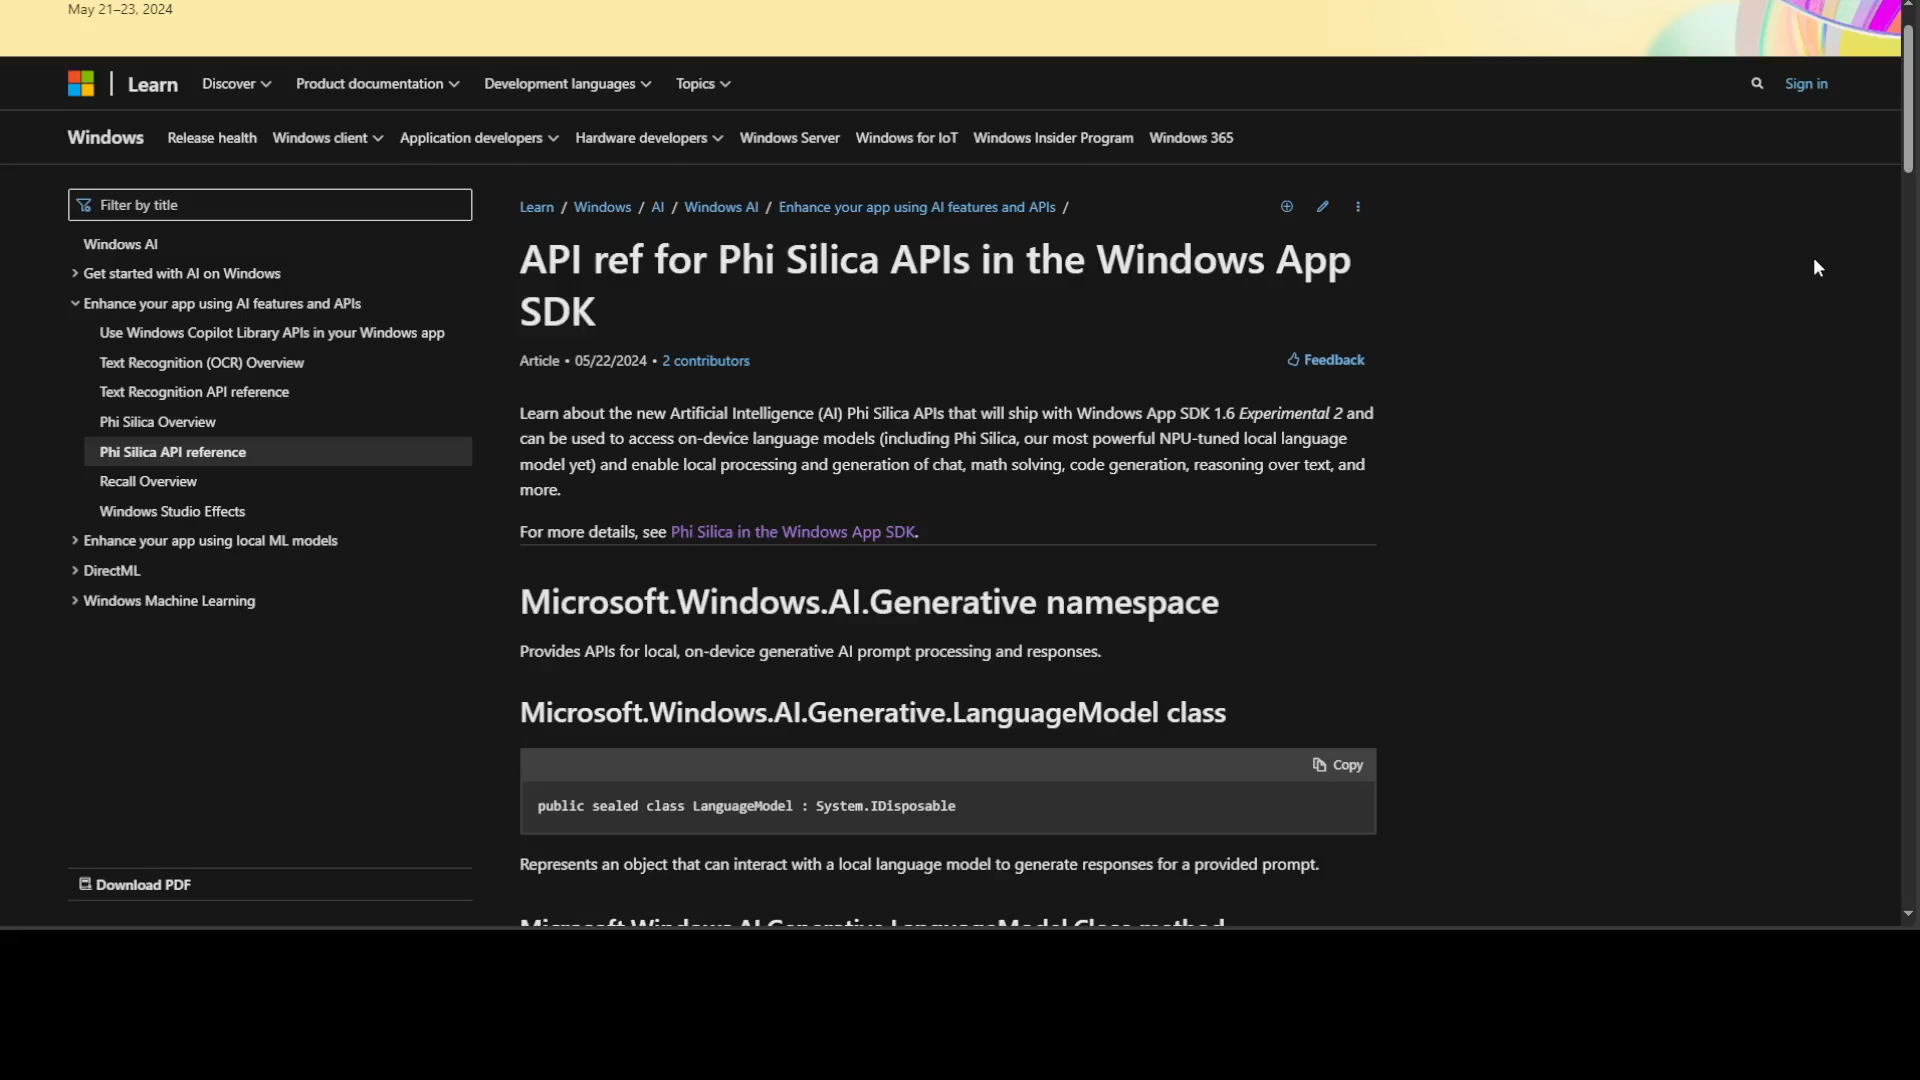 May 21–23, 2024
Learn Discover Product documentation Development languages Topics Sign in
Windows Release health Windows client Application developers Hardware developers Windows Server Windows for IoT Windows Insider Program Windows 365
Filter by title
Windows AI
Get started with AI on Windows
Enhance your app using AI features and APIs
Use Windows Copilot Library APIs in your Windows app
Text Recognition (OCR) Overview
Text Recognition API reference
Phi Silica Overview
Phi Silica API reference
Recall Overview
Windows Studio Effects
Enhance your app using local ML models
DirectML
Windows Machine Learning
Download PDF
Learn / Windows / AI / Windows AI / Enhance your app using AI features and APIs /
API ref for Phi Silica APIs in the Windows App
SDK
Article • 05/22/2024 • 2 contributors
Feedback
Learn about the new Artificial Intelligence (AI) Phi Silica APIs that will ship with Windows App SDK 1.6 Experimental 2 and
can be used to access on-device language models (including Phi Silica, our most powerful NPU-tuned local language
model yet) and enable local processing and generation of chat, math solving, code generation, reasoning over text, and
more.
For more details, see Phi Silica in the Windows App SDK.
Microsoft.Windows.AI.Generative namespace
Provides APIs for local, on-device generative AI prompt processing and responses.
Microsoft.Windows.AI.Generative.LanguageModel class
Copy
public sealed class LanguageModel : System.IDisposable
Represents an object that can interact with a local language model to generate responses for a provided prompt.
Microsoft.Windows.AI.Generative.LanguageModel Class method